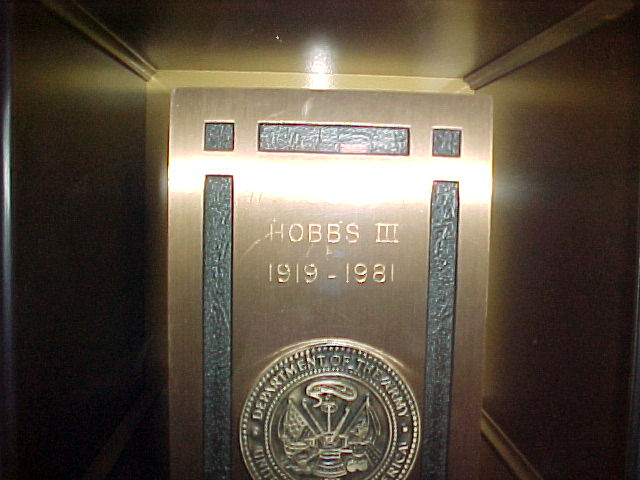 HOBBS III
1919 - 1981
DEPARTMENT OF THE ARMY